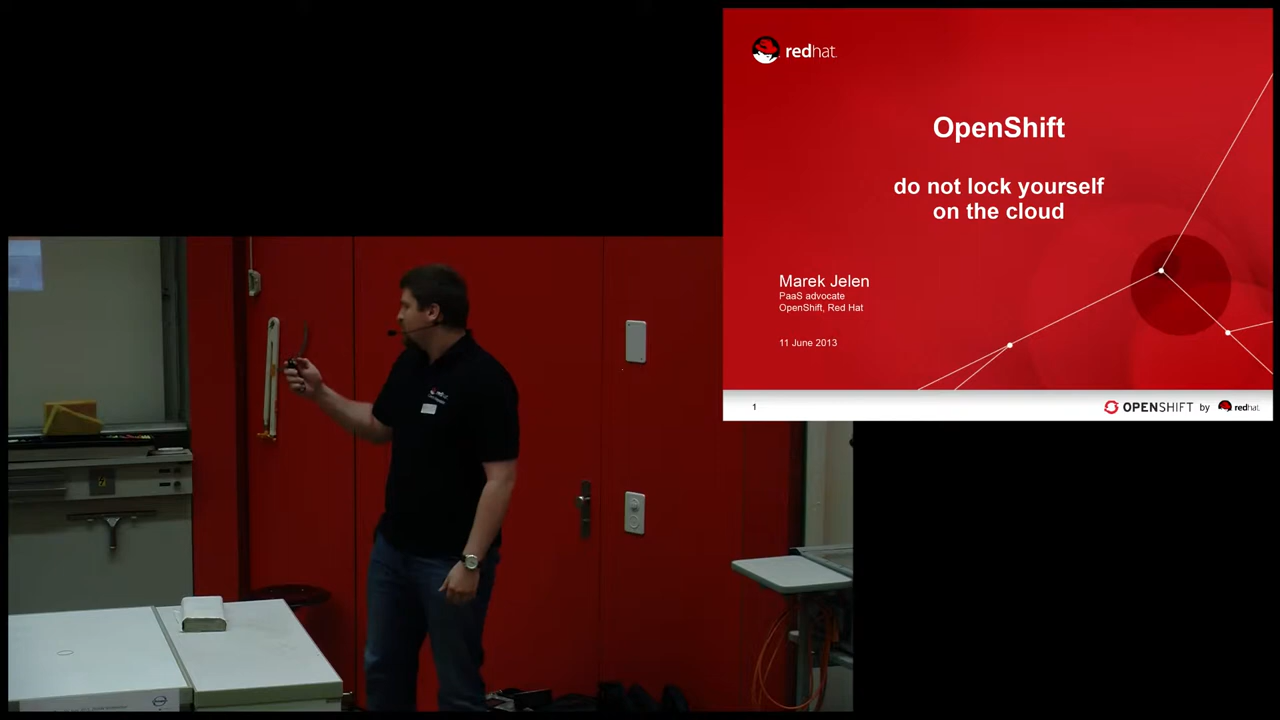 redhat.
OpenShift
do not lock yourself
on the cloud
Marek Jelen
PaaS advocate
OpenShift, Red Hat
11 June 2013
1
OPENSHIFT by redhat.